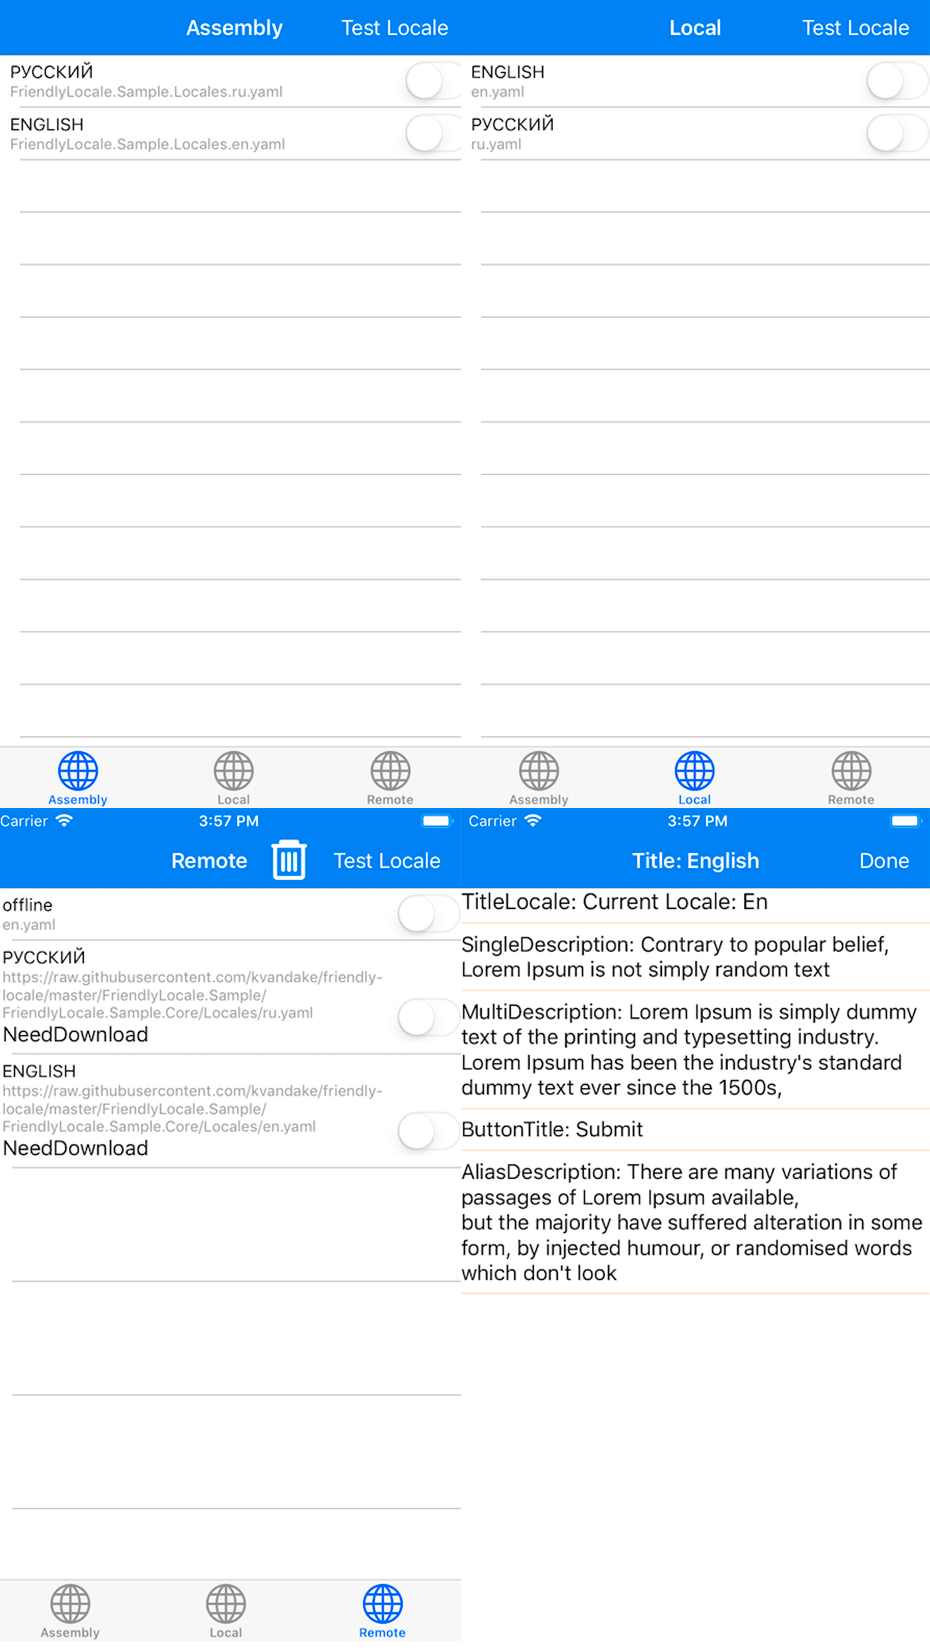 Assembly
Test Locale
РУССКИЙ
FriendlyLocale.Sample.Locales.ru.yaml
ENGLISH
FriendlyLocale.Sample.Locales.en.yaml
Assembly
Local
Remote
Local
Test Locale
ENGLISH
en.yaml
РУССКИЙ
ru.yaml
Assembly
Local
Remote
Carrier
3:57 PM
Remote
Test Locale
offline
en.yaml
РУССКИЙ
https://raw.githubusercontent.com/kvandake/friendly-
locale/master/FriendlyLocale.Sample/
FriendlyLocale.Sample.Core/Locales/ru.yaml
NeedDownload
ENGLISH
https://raw.githubusercontent.com/kvandake/friendly-
locale/master/FriendlyLocale.Sample/
FriendlyLocale.Sample.Core/Locales/en.yaml
NeedDownload
Assembly
Local
Remote
Carrier
3:57 PM
Title: English
Done
TitleLocale: Current Locale: En
SingleDescription: Contrary to popular belief,
Lorem Ipsum is not simply random text
MultiDescription: Lorem Ipsum is simply dummy
text of the printing and typesetting industry.
Lorem Ipsum has been the industry's standard
dummy text ever since the 1500s,
ButtonTitle: Submit
AliasDescription: There are many variations of
passages of Lorem Ipsum available,
but the majority have suffered alteration in some
form, by injected humour, or randomised words
which don't look